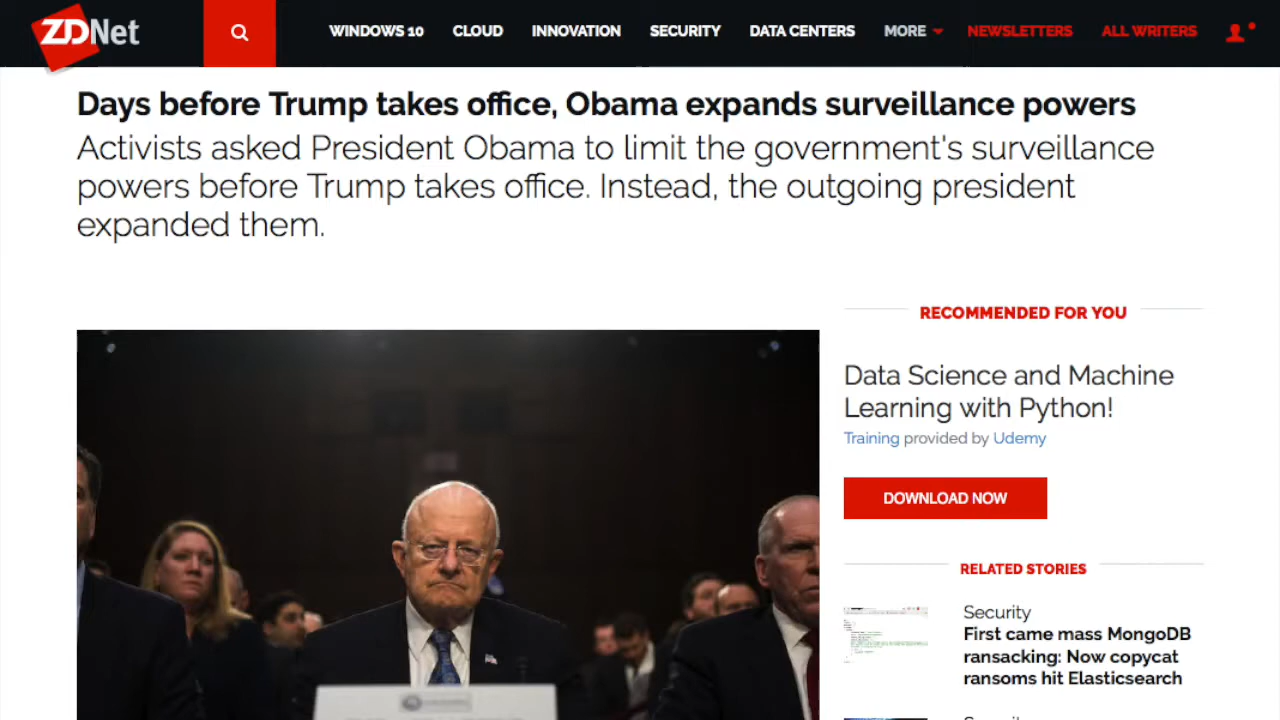 ZDNet
WINDOWS 10 CLOUD INNOVATION SECURITY DATA CENTERS MORE NEWSLETTERS ALL WRITERS
Days before Trump takes office, Obama expands surveillance powers
Activists asked President Obama to limit the government's surveillance
powers before Trump takes office. Instead, the outgoing president
expanded them.
RECOMMENDED FOR YOU
Data Science and Machine
Learning with Python!
Training provided by Udemy
DOWNLOAD NOW
RELATED STORIES
Security
First came mass MongoDB
ransacking: Now copycat
ransoms hit Elasticsearch